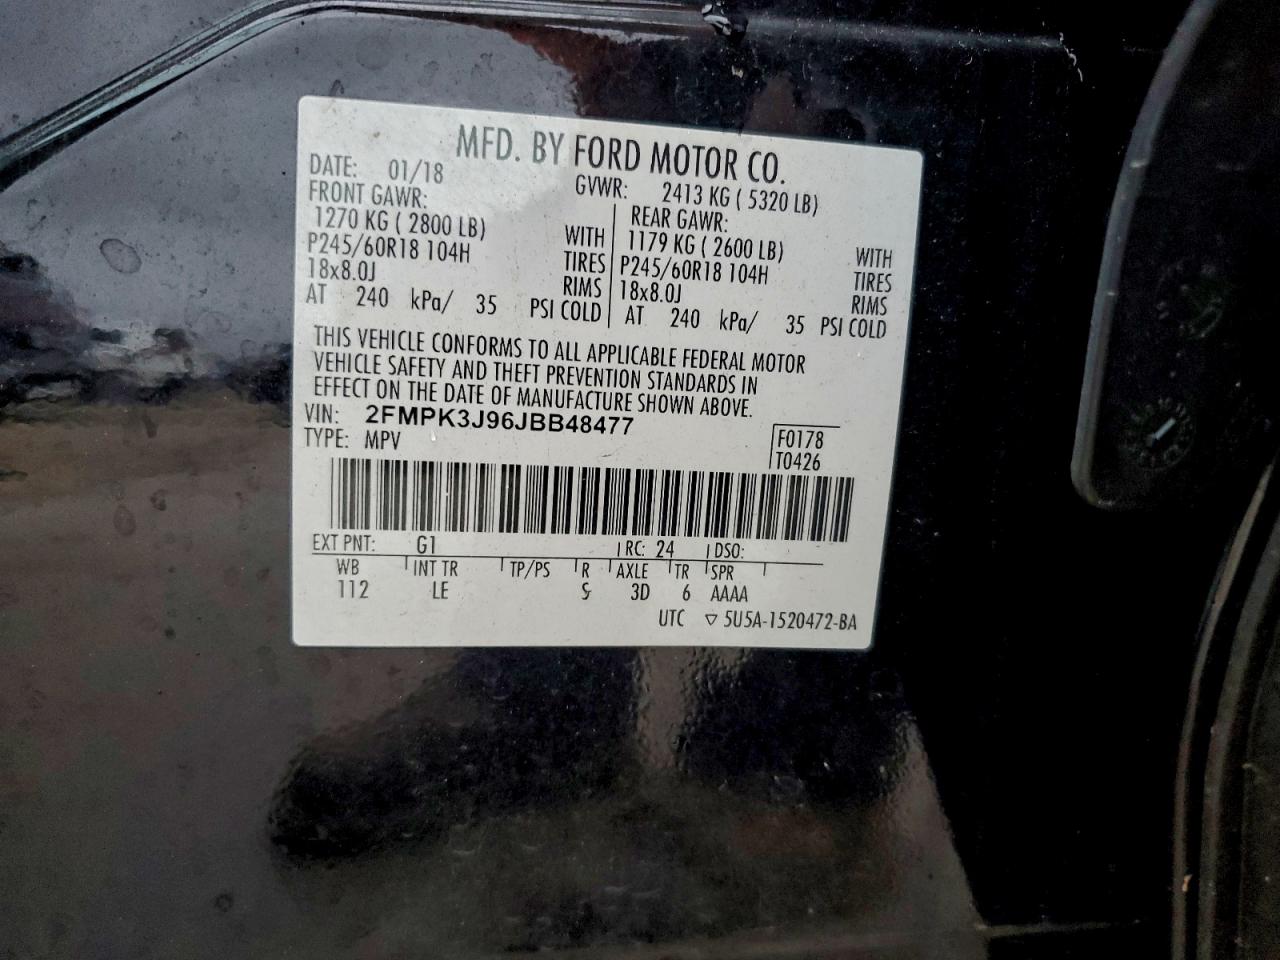 MFD. BY FORD MOTOR CO.
DATE: 01/18 GVWR: 2413 KG ( 5320 LB)
FRONT GAWR: REAR GAWR:
1270 KG ( 2800 LB) WITH 1179 KG ( 2600 LB) WITH
P245/60R18 104H TIRES P245/60R18 104H TIRES
18x8.0J RIMS 18x8.0J RIMS
AT 240 kPa/ 35 PSI COLD AT 240 kPa/ 35 PSI COLD
THIS VEHICLE CONFORMS TO ALL APPLICABLE FEDERAL MOTOR
VEHICLE SAFETY AND THEFT PREVENTION STANDARDS IN
EFFECT ON THE DATE OF MANUFACTURE SHOWN ABOVE.
VIN: 2FMPK3J96JBB48477 F0178
TYPE: MPV T0426
EXT PNT: G1 RC: 24 DSO:
WB INT TR TP/PS R AXLE TR SPR
112 LE 3D 6 AAAA
UTC ▽ 5U5A-1520472-BA